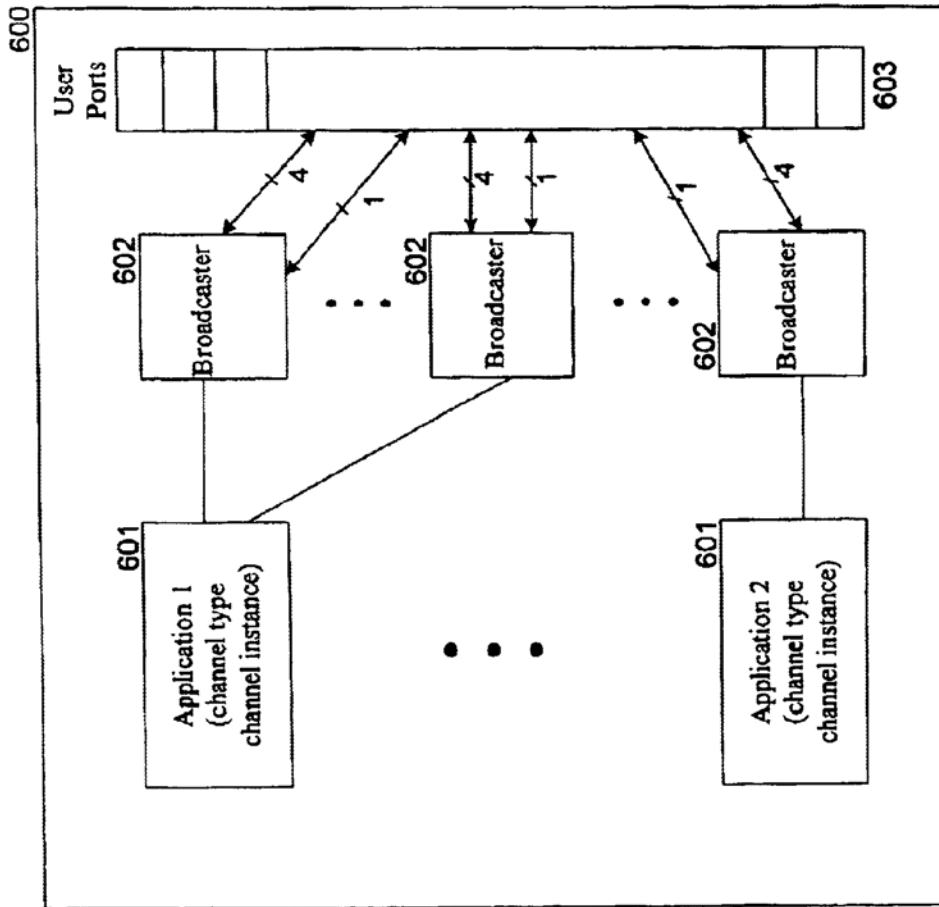 600
User
Ports
603
4
1
4
1
1
4
602
Broadcaster
602
Broadcaster
602
Broadcaster
601
Application 1
(channel type
channel instance)
601
Application 2
(channel type
channel instance)